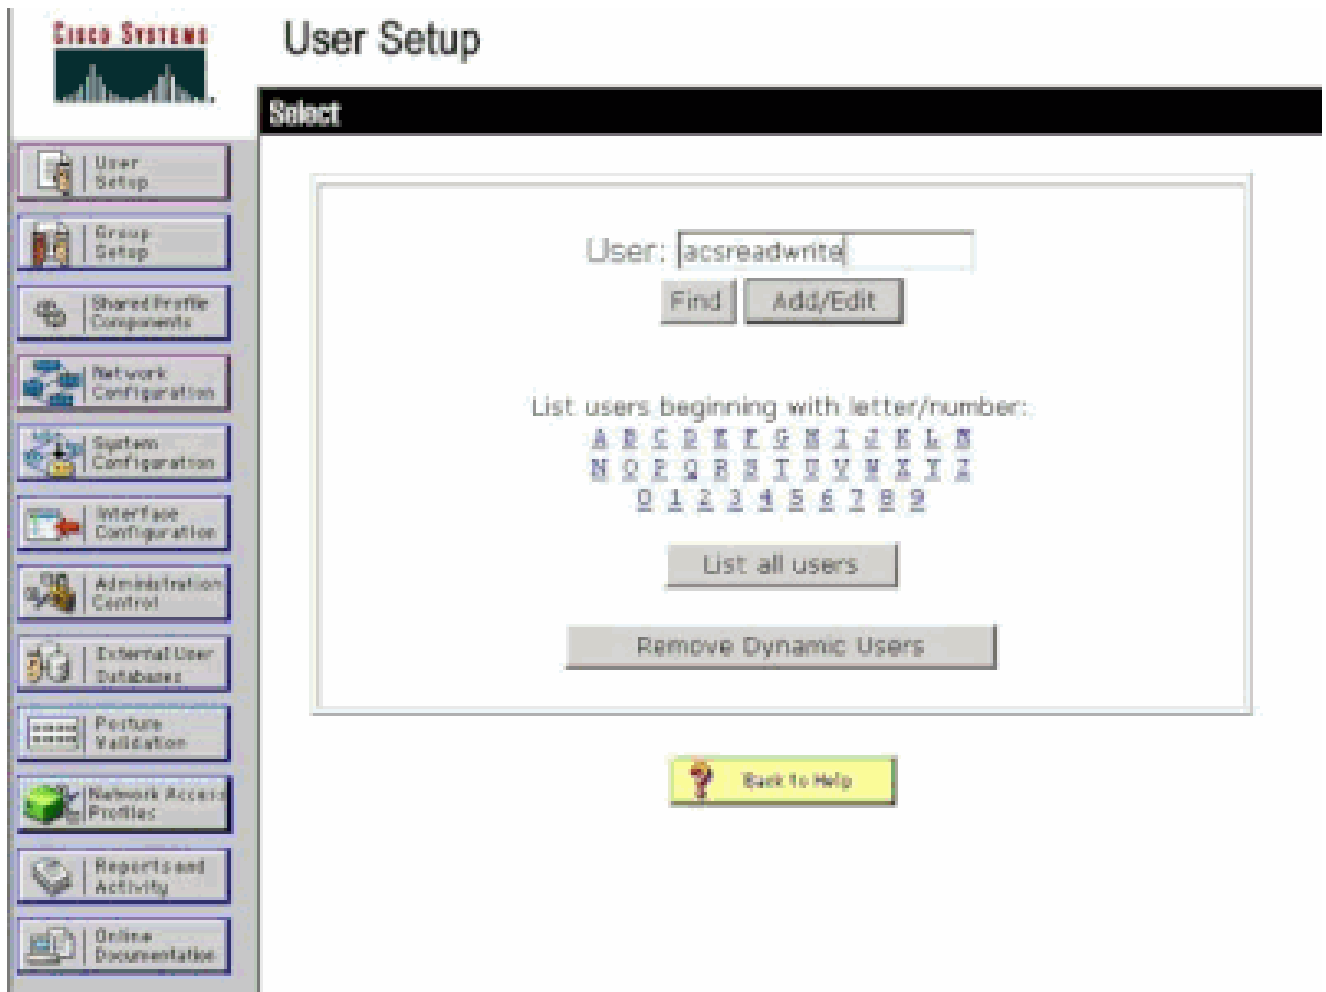 CISCO SYSTEMS
User Setup
Select
User
Setup
Group
Setup
Shared Profile
Components
Network
Configuration
System
Configuration
Interface
Configuration
Administration
Control
External User
Databases
Posture
Validation
Network Access
Profiles
Reports and
Activity
Online
Documentation
User: acsreadwrite
Find Add/Edit
List users beginning with letter/number:
A B C D E F G H I J K L M
N O P Q R S T U V W X Y Z
0 1 2 3 4 5 6 7 8 9
List all users
Remove Dynamic Users
? Back to Help